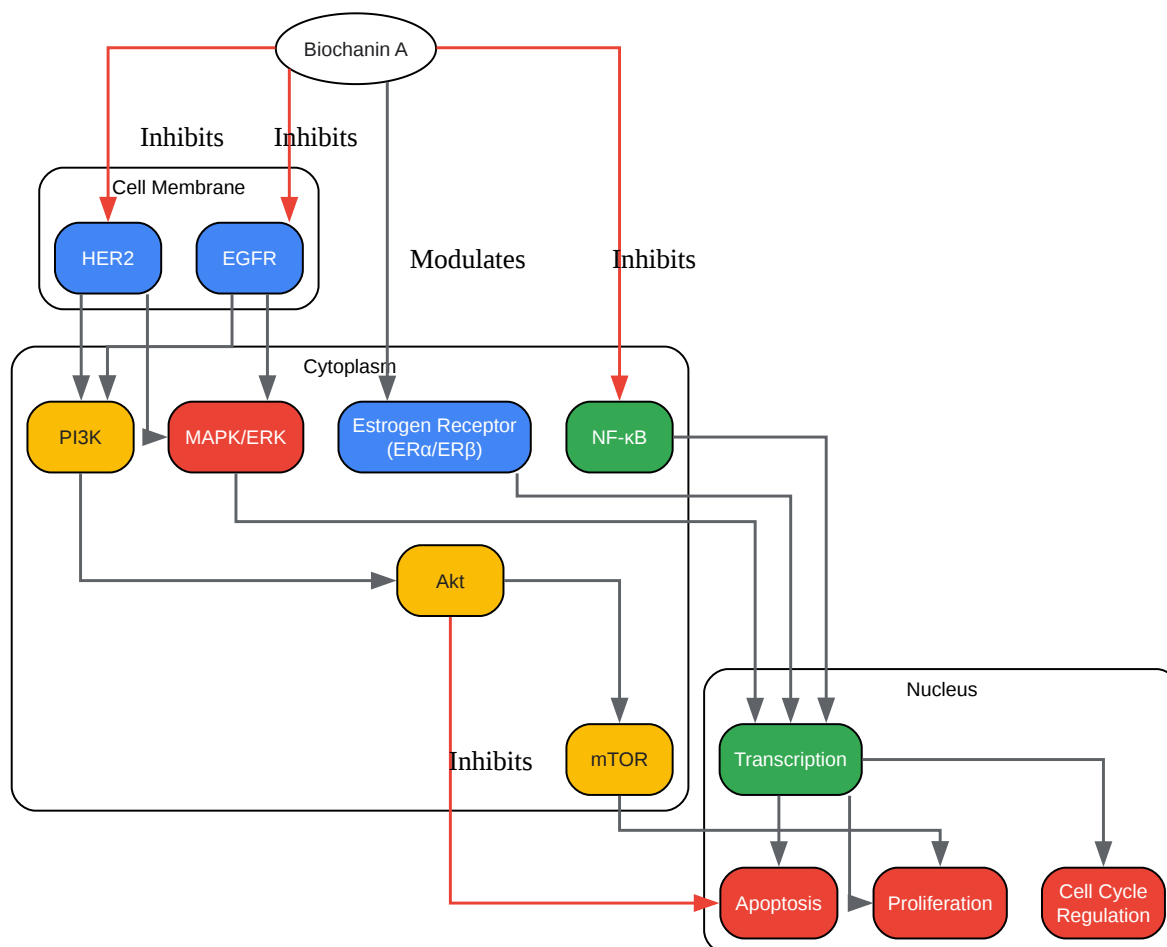 Biochanin A
Inhibits
Inhibits
Cell Membrane
HER2
EGFR
Modulates
Inhibits
Cytoplasm
PI3K
MAPK/ERK
Estrogen Receptor
(ERα/ERβ)
NF-κB
Akt
Nucleus
Inhibits
mTOR
Transcription
Apoptosis
Proliferation
Cell Cycle
Regulation